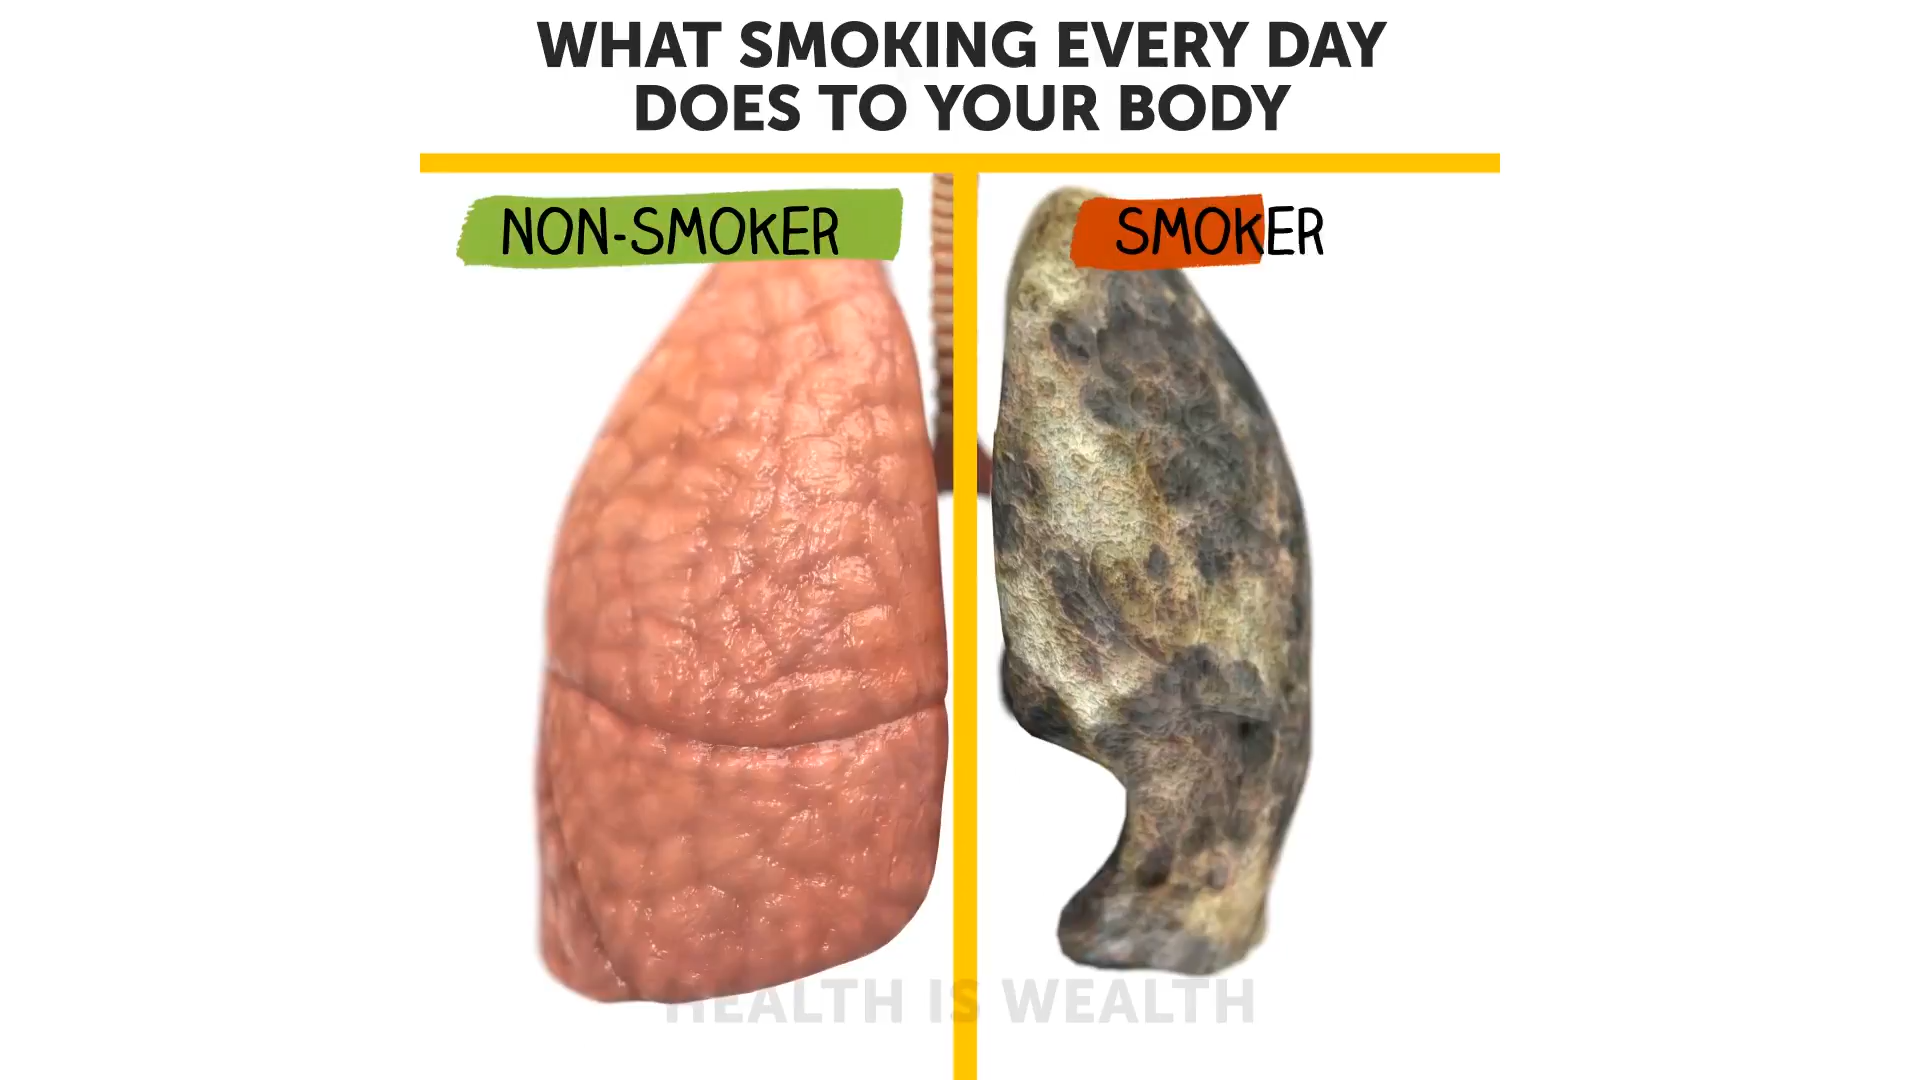 WHAT SMOKING EVERY DAY
DOES TO YOUR BODY
NON-SMOKER
SMOKER
HEALTH IS WEALTH